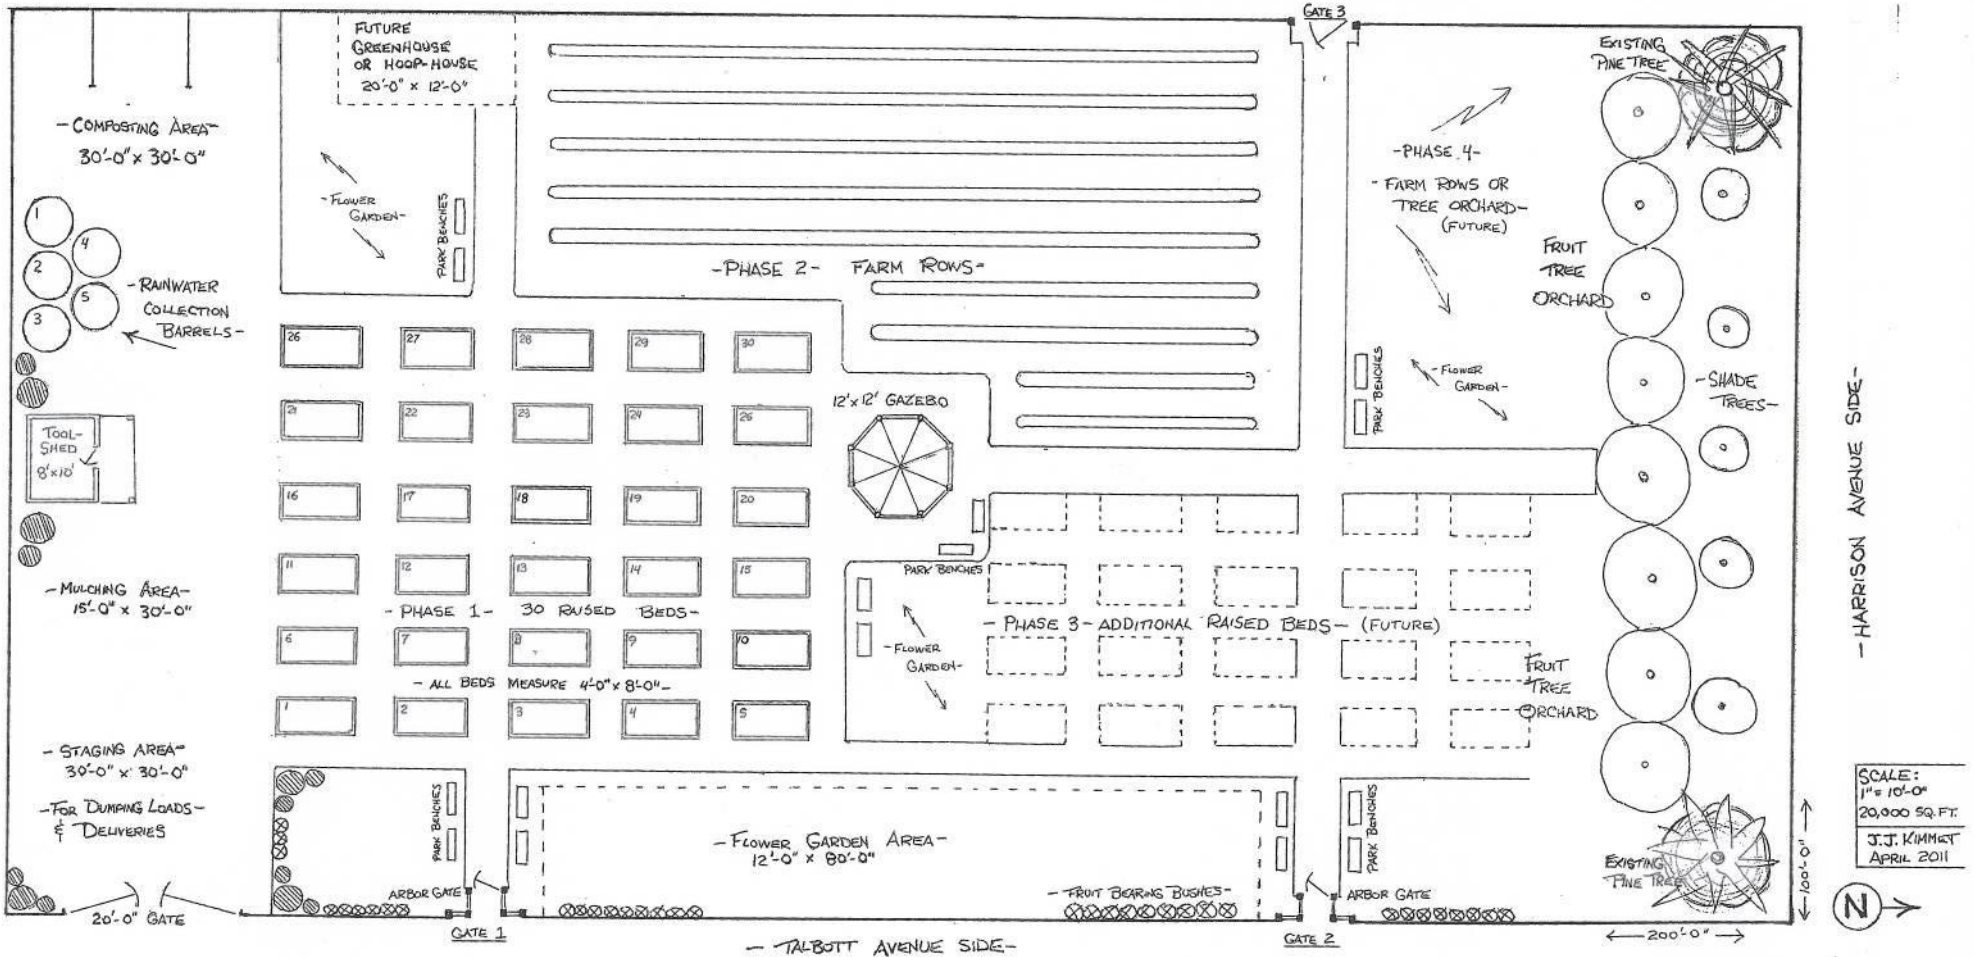 GATE 3
FUTURE
GREENHOUSE
OR HOOP-HOUSE
20'-0" x 12'-0"
EXISTING
PINE TREE
-COMPOSTING AREA-
30'-0" x 30'-0"
-PHASE 4-
-FARM ROWS OR
TREE ORCHARD-
(FUTURE)
-FLOWER
GARDEN-
PARK BENCHES
1
4
2
5
3
-RAINWATER
COLLECTION
BARRELS-
-PHASE 2- FARM ROWS-
FRUIT
TREE
ORCHARD
26
27
28
29
30
PARK BENCHES
-FLOWER
GARDEN-
-SHADE
TREES-
-HARRISON AVENUE SIDE-
12'x12' GAZEBO
21
22
23
24
25
TOOL-
SHED
8'x10'
16
17
18
19
20
11
12
13
14
15
PARK BENCHES
-MULCHING AREA-
15'-0" x 30'-0"
-PHASE 1- 30 RAISED BEDS-
-PHASE 3-ADDITIONAL RAISED BEDS- (FUTURE)
6
7
8
9
10
-FLOWER
GARDEN-
FRUIT
TREE
ORCHARD
-ALL BEDS MEASURE 4'-0" x 8'-0"-
1
2
3
4
5
-STAGING AREA-
30'-0" x 30'-0"
-FOR DUMPING LOADS-
& DELIVERIES
PARK BENCHES
-FLOWER GARDEN AREA-
12'-0" x 80'-0"
PARK BENCHES
EXISTING
PINE TREE
SCALE:
1"=10'-0"
20,000 SQ.FT.
J.J. KIMMET
APRIL 2011
100'-0"
ARBOR GATE
-FRUIT BEARING BUSHES-
ARBOR GATE
20'-0" GATE
GATE 1
GATE 2
-TALBOTT AVENUE SIDE-
200'-0"
N